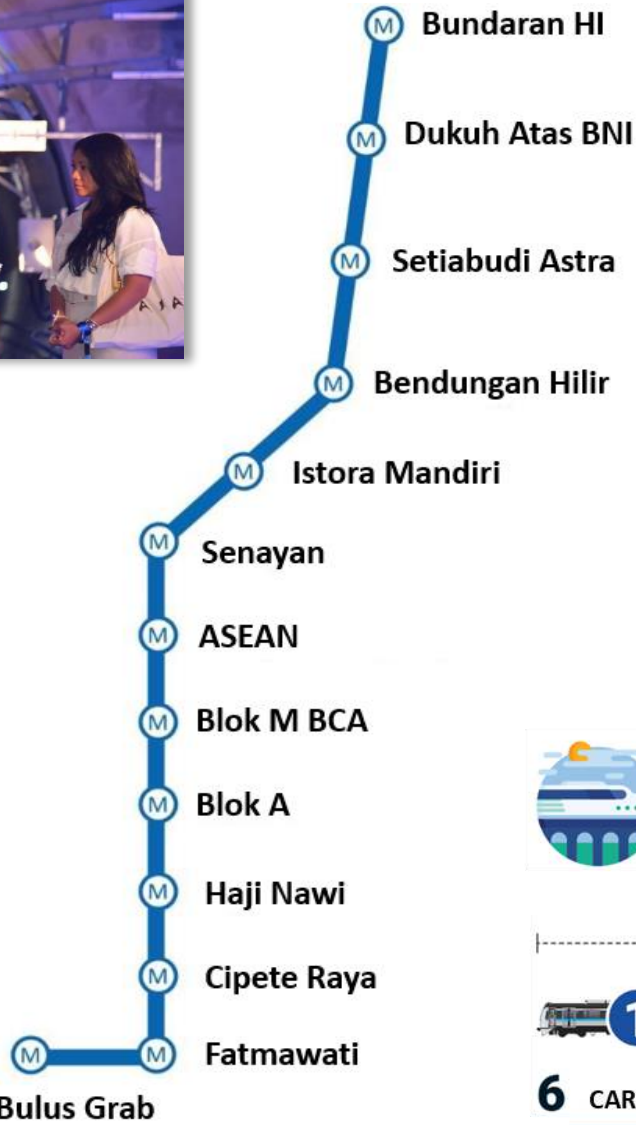 Bundaran HI
Dukuh Atas BNI
Setiabudi Astra
Bendungan Hilir
Istora Mandiri
Senayan
ASEAN
Blok M BCA
Blok A
Haji Nawi
Cipete Raya
Fatmawati
Bulus Grab
M
M
M
M
M
M
M
M
M
M
M
M
M
1
6 CAR